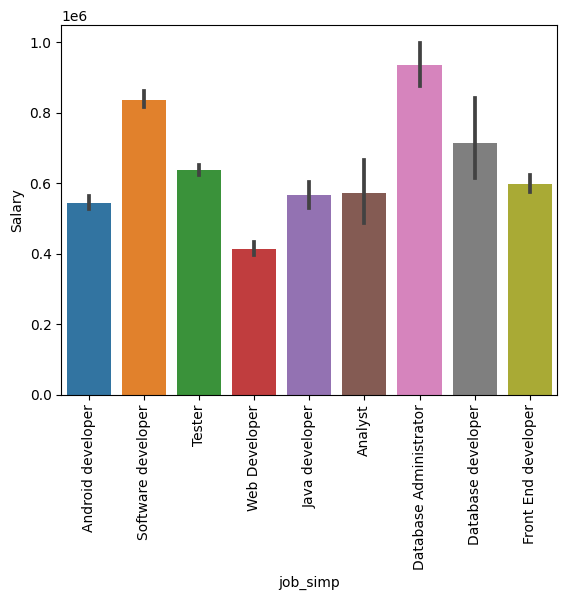 1e6
1.0
0.8
0.6
0.4
0.2
0.0
Salary
Android developer
Software developer
Tester
Web Developer
Java developer
Analyst
Database Administrator
Database developer
Front End developer
job_simp